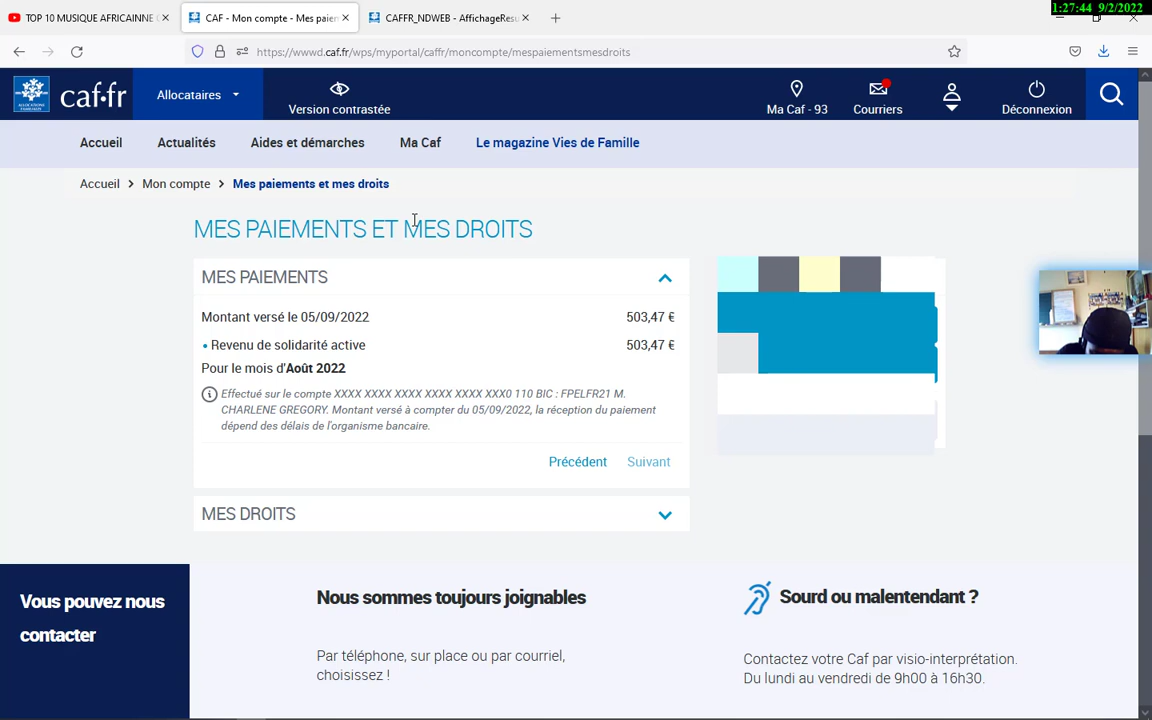 1:27:44 9/2/2022
TOP 10 MUSIQUE AFRICAINNE
CAF - Mon compte - Mes paien
CAFFR_NDWEB - AffichageResu
https://wwwd.caf.fr/wps/myportal/caffr/moncompte/mespaiementsmesdroits
ALLOCATIONS FAMILIALES
caf.fr
Allocataires
Version contrastée
Ma Caf - 93
Courriers
Déconnexion
Accueil
Actualités
Aides et démarches
Ma Caf
Le magazine Vies de Famille
Accueil > Mon compte > Mes paiements et mes droits
MES PAIEMENTS ET MES DROITS
MES PAIEMENTS
Montant versé le 05/09/2022 503,47 €
• Revenu de solidarité active 503,47 €
Pour le mois d'Août 2022
Effectué sur le compte XXXX XXXX XXXX XXXX XXXX XXX0 110 BIC : FPELFR21 M.
CHARLENE GREGORY. Montant versé à compter du 05/09/2022, la réception du paiement
dépend des délais de l'organisme bancaire.
Précédent Suivant
MES DROITS
Vous pouvez nous
contacter
Nous sommes toujours joignables
Par téléphone, sur place ou par courriel,
choisissez !
Sourd ou malentendant ?
Contactez votre Caf par visio-interprétation.
Du lundi au vendredi de 9h00 à 16h30.